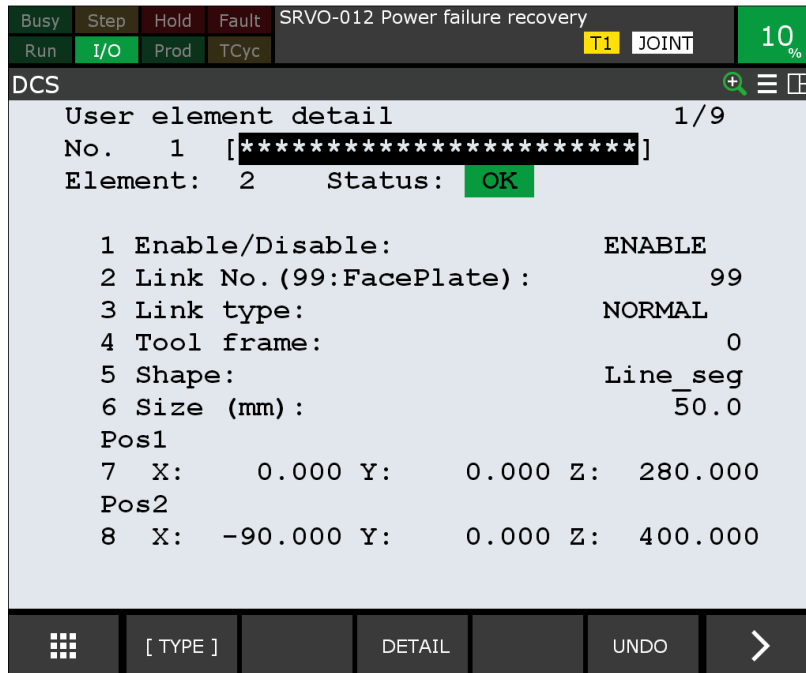 Busy Step Hold Fault SRVO-012 Power failure recovery
Run I/O Prod TCyc T1 JOINT 10%
DCS
User element detail 1/9
No. 1 [***********************]
Element: 2 Status: OK
1 Enable/Disable: ENABLE
2 Link No.(99:FacePlate): 99
3 Link type: NORMAL
4 Tool frame: 0
5 Shape: Line_seg
6 Size (mm): 50.0
Pos1
7 X: 0.000 Y: 0.000 Z: 280.000
Pos2
8 X: -90.000 Y: 0.000 Z: 400.000
[ TYPE ] DETAIL UNDO